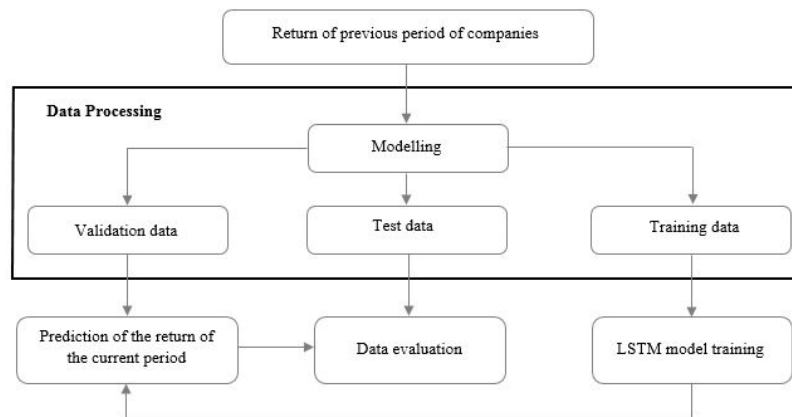 Return of previous period of companies
Data Processing
Modelling
Validation data
Test data
Training data
Prediction of the return of
the current period
Data evaluation
LSTM model training